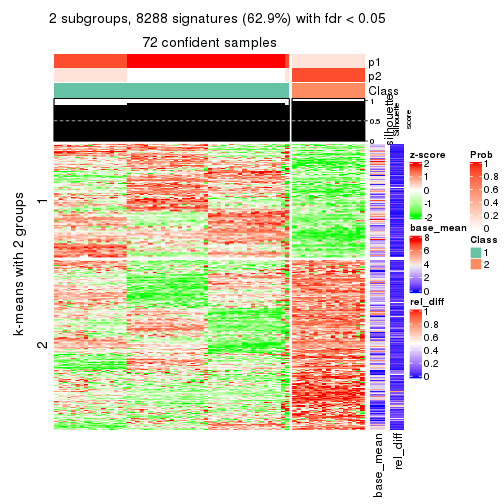 2 subgroups, 8288 signatures (62.9%) with fdr < 0.05
72 confident samples
p1
p2
Class
1
0.5
0
silhouette
Silhouette
score
k-means with 2 groups
1
2
base_mean
rel_diff
z-score
2
1
0
-1
-2
base_mean
8
6
4
2
0
rel_diff
1
0.8
0.6
0.4
0.2
0
Prob
1
0.8
0.6
0.4
0.2
0
Class
1
2